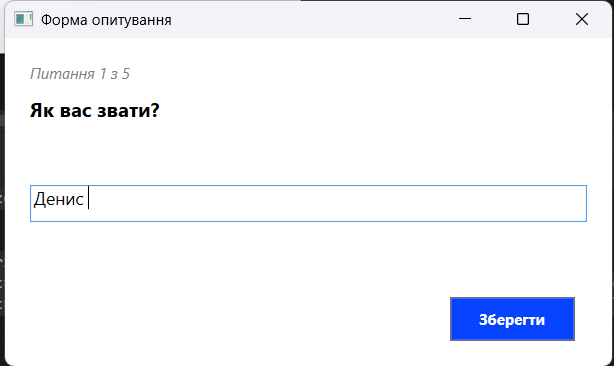 Форма опитування
Питання 1 з 5
Як вас звати?
Денис
Зберегти